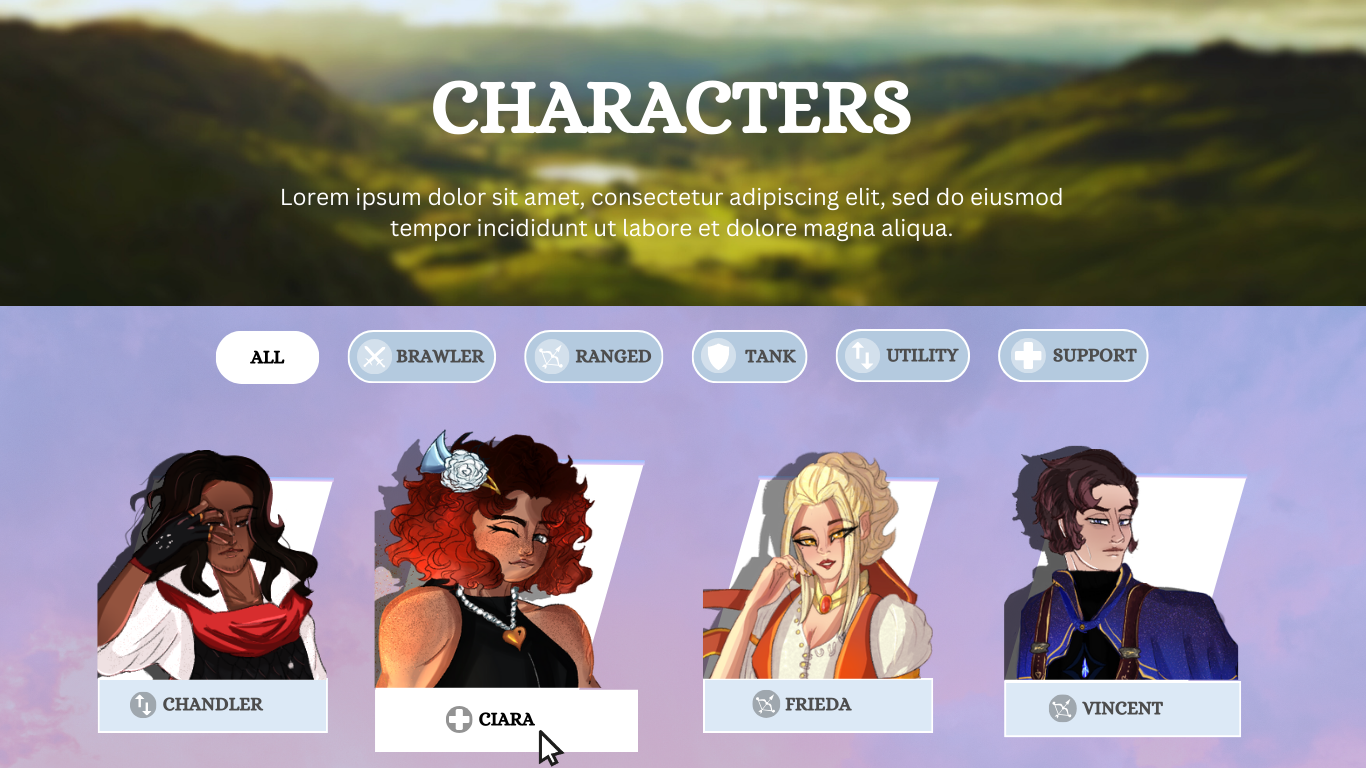 CHARACTERS
Lorem ipsum dolor sit amet, consectetur adipiscing elit, sed do eiusmod
tempor incididunt ut labore et dolore magna aliqua.
ALL
BRAWLER
RANGED
TANK
UTILITY
SUPPORT
CHANDLER
CIARA
FRIEDA
VINCENT